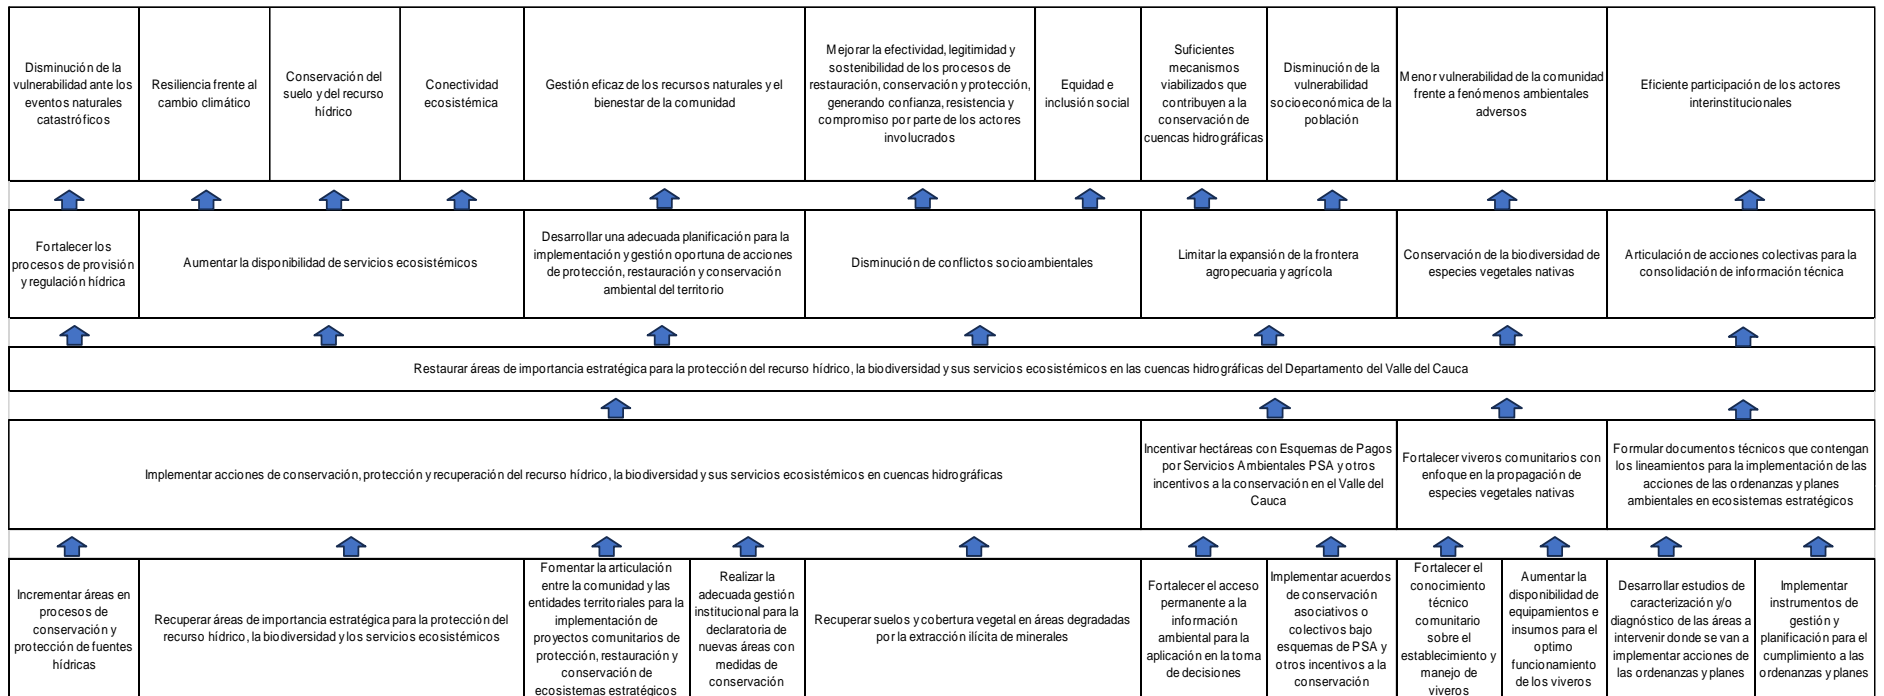 Disminución de la
vulnerabilidad ante los
eventos naturales
catastróficos
Resiliencia frente al
cambio climático
Conservación del
suelo y del recurso
hídrico
Conectividad
ecosistémica
Gestión eficaz de los recursos naturales y el
bienestar de la comunidad
Mejorar la efectividad, legitimidad y
sostenibilidad de los procesos de
restauración, conservación y protección,
generando confianza, resistencia y
compromiso por parte de los actores
involucrados
Equidad e
inclusión social
Suficientes
mecanismos
viabilizados que
contribuyen a la
conservación de
cuencas hidrográficas
Disminución de la
vulnerabilidad
socioeconómica de la
población
Menor vulnerabilidad de la comunidad
frente a fenómenos ambientales
adversos
Eficiente participación de los actores
interinstitucionales
Fortalecer los
procesos de provisión
y regulación hídrica
Aumentar la disponibilidad de servicios ecosistémicos
Desarrollar una adecuada planificación para la
implementación y gestión oportuna de acciones
de protección, restauración y conservación
ambiental del territorio
Disminución de conflictos socioambientales
Limitar la expansión de la frontera
agropecuaria y agrícola
Conservación de la biodiversidad de
especies vegetales nativas
Articulación de acciones colectivas para la
consolidación de información técnica
Restaurar áreas de importancia estratégica para la protección del recurso hídrico, la biodiversidad y sus servicios ecosistémicos en las cuencas hidrográficas del Departamento del Valle del Cauca
Implementar acciones de conservación, protección y recuperación del recurso hídrico, la biodiversidad y sus servicios ecosistémicos en cuencas hidrográficas
Incentivar hectáreas con Esquemas de Pagos
por Servicios Ambientales PSA y otros
incentivos a la conservación en el Valle del
Cauca
Fortalecer viveros comunitarios con
enfoque en la propagación de
especies vegetales nativas
Formular documentos técnicos que contengan
los lineamientos para la implementación de las
acciones de las ordenanzas y planes
ambientales en ecosistemas estratégicos
Incrementar áreas en
procesos de
conservación y
protección de fuentes
hídricas
Recuperar áreas de importancia estratégica para la protección del
recurso hídrico, la biodiversidad y los servicios ecosistémicos
Fomentar la articulación
entre la comunidad y las
entidades territoriales para la
implementación de
proyectos comunitarios de
protección, restauración y
conservación de
ecosistemas estratégicos
Realizar la
adecuada gestión
institucional para la
declaratoria de
nuevas áreas con
medidas de
conservación
Recuperar suelos y cobertura vegetal en áreas degradadas
por la extracción ilícita de minerales
Fortalecer el acceso
permanente a la
información
ambiental para la
aplicación en la toma
de decisiones
Implementar acuerdos
de conservación
asociativos o
colectivos bajo
esquemas de PSA y
otros incentivos a la
conservación
Fortalecer el
conocimiento
técnico
comunitario
sobre el
establecimiento y
manejo de
viveros
Aumentar la
disponibilidad de
equipamientos e
insumos para el
optimo
funcionamiento
de los viveros
Desarrollar estudios de
caracterización y/o
diagnóstico de las áreas a
intervenir donde se van a
implementar acciones de
las ordenanzas y planes
Implementar
instrumentos de
gestión y
planificación para el
cumplimiento a las
ordenanzas y planes